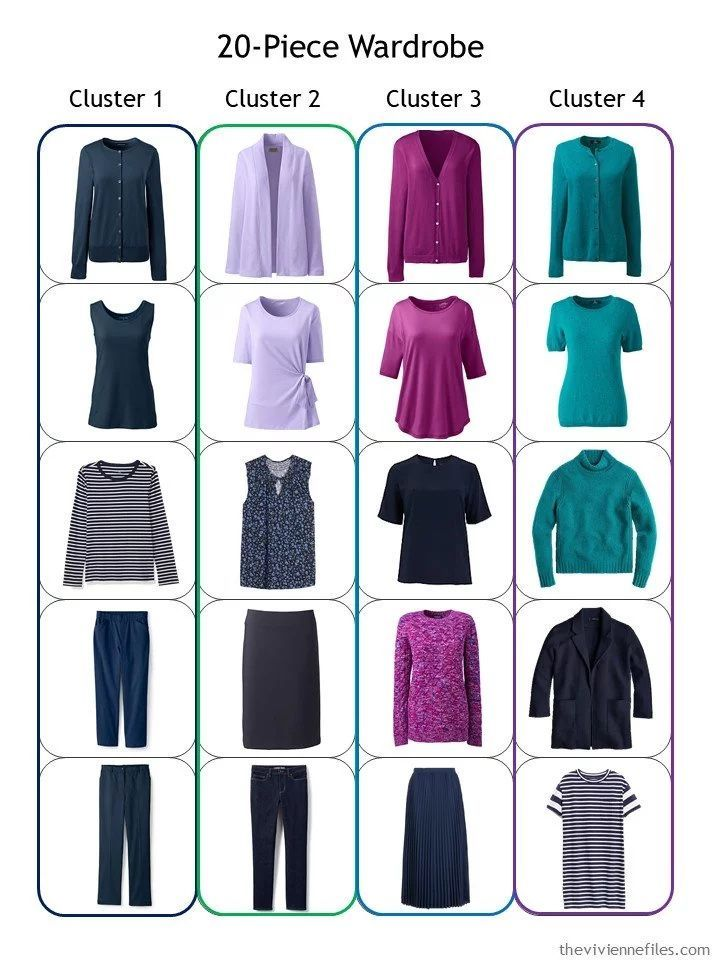 20-Piece Wardrobe
Cluster 1
Cluster 2
Cluster 3
Cluster 4
theviviennefiles.com